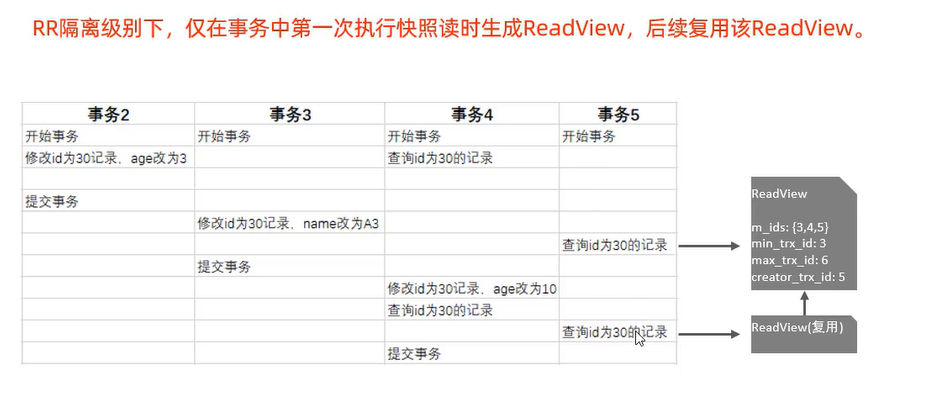 RR隔离级别下，仅在事务中第一次执行快照读时生成ReadView，后续复用该ReadView。
事务2 事务3 事务4 事务5
开始事务 开始事务 开始事务 开始事务
修改id为30记录、age改为3 查询id为30的记录
提交事务
修改id为30记录、name改为A3
查询id为30的记录
提交事务
修改id为30记录、age改为10
查询id为30的记录
查询id为30的记录
提交事务
ReadView
m_ids: {3,4,5}
min_trx_id: 3
max_trx_id: 6
creator_trx_id: 5
ReadView(复用)